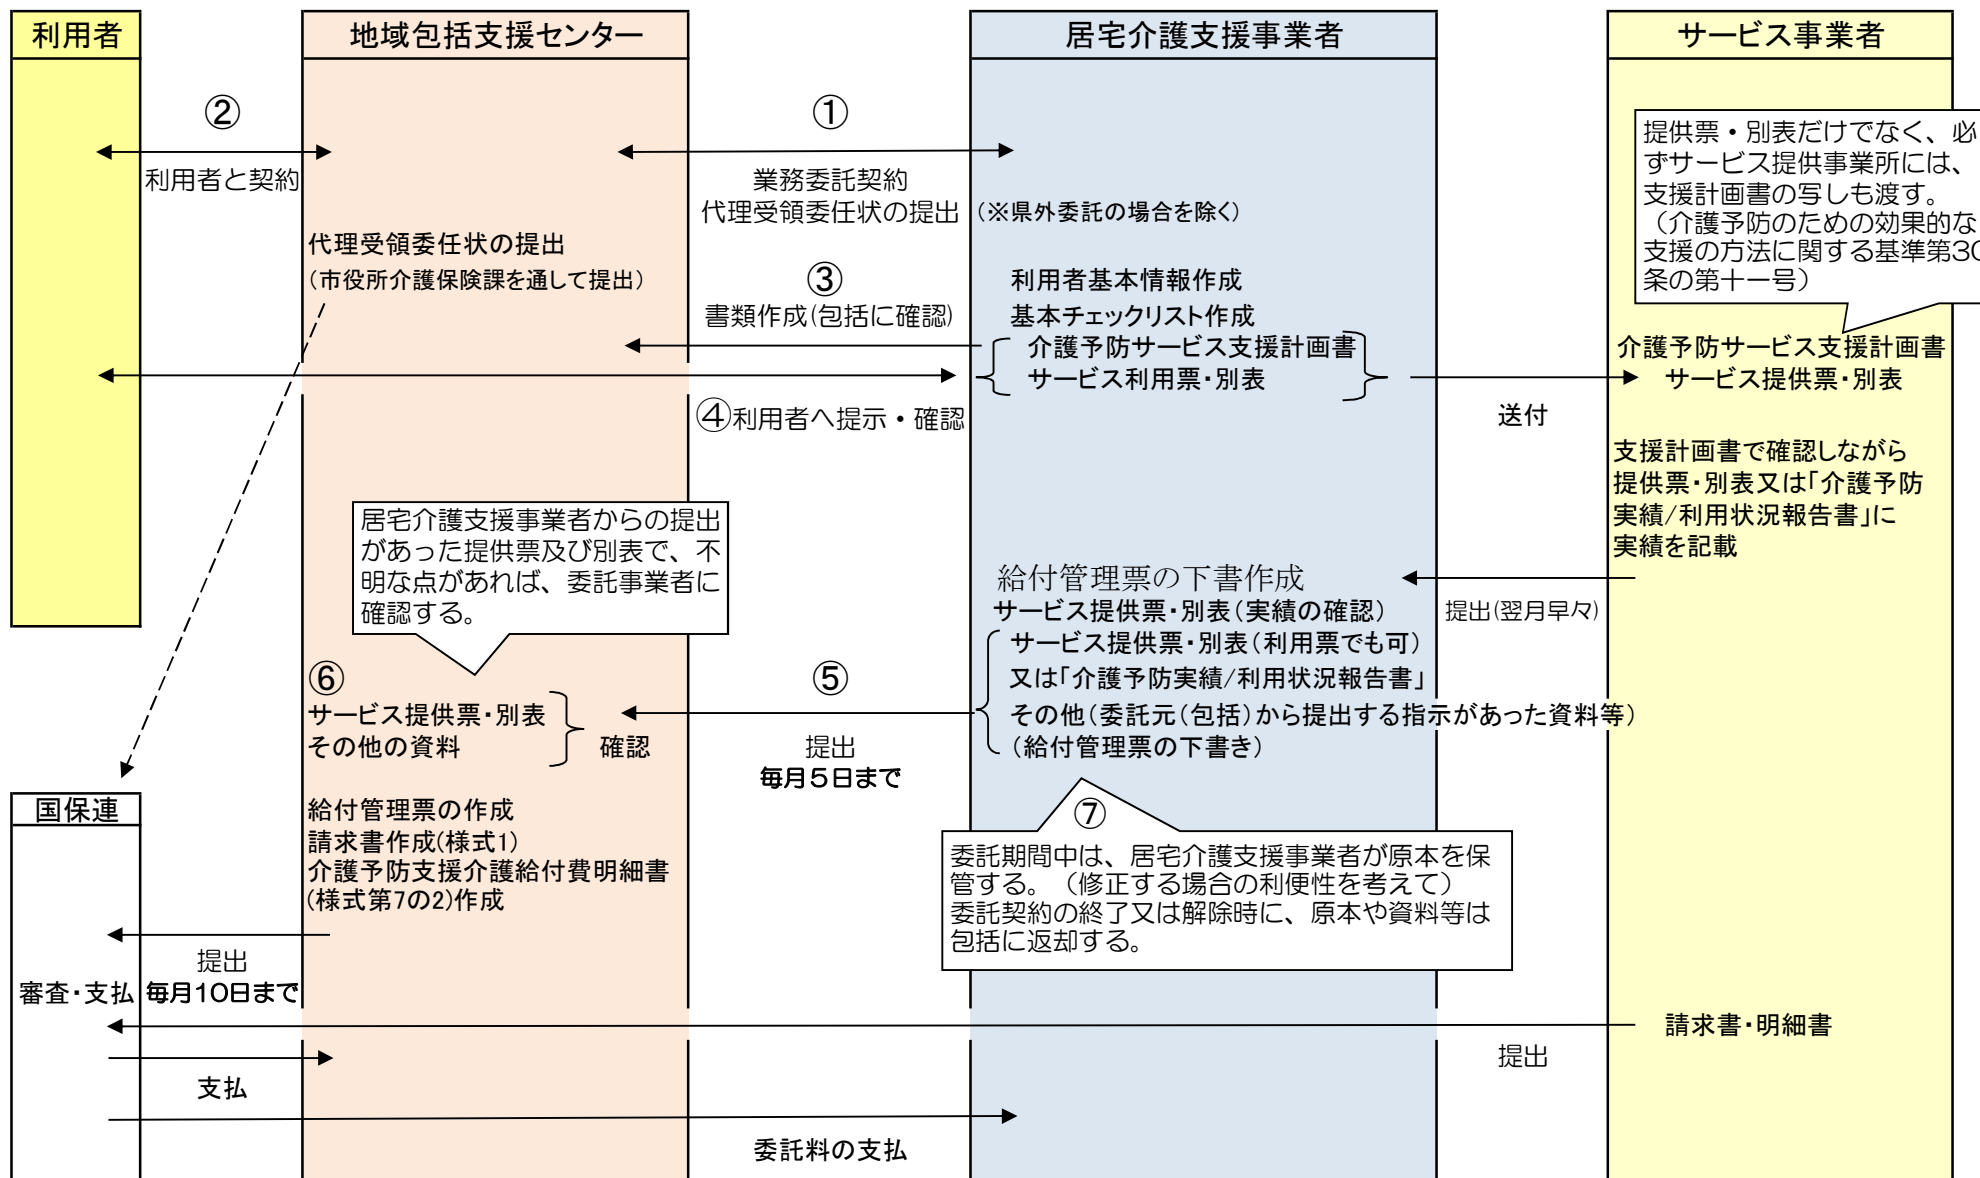 利用者
地域包括支援センター
居宅介護支援事業者
サービス事業者
②
利用者と契約
①
業務委託契約
代理受領委任状の提出
(※県外委託の場合を除く)
提供票・別表だけでなく、必
ずサービス提供事業所には、
支援計画書の写しも渡す。
(介護予防のための効果的な
支援の方法に関する基準第30
条の第十一号)
代理受領委任状の提出
(市役所介護保険課を通して提出)
③
書類作成(包括に確認)
利用者基本情報作成
基本チェックリスト作成
介護予防サービス支援計画書
サービス利用票・別表
介護予防サービス支援計画書
サービス提供票・別表
④利用者へ提示・確認
送付
支援計画書で確認しながら
提供票・別表又は「介護予防
実績/利用状況報告書」に
実績を記載
居宅介護支援事業者からの提出
があった提供票及び別表で、不
明な点があれば、委託事業者に
確認する。
給付管理票の下書作成
サービス提供票・別表(実績の確認)
提出(翌月早々)
サービス提供票・別表(利用票でも可)
又は「介護予防実績/利用状況報告書」
その他(委託元(包括)から提出する指示があった資料等)
(給付管理票の下書き)
⑥
サービス提供票・別表
その他の資料
確認
⑤
提出
毎月5日まで
国保連
給付管理票の作成
請求書作成(様式1)
介護予防支援介護給付費明細書
(様式第7の2)作成
⑦
委託期間中は、居宅介護支援事業者が原本を保
管する。(修正する場合の利便性を考えて)
委託契約の終了又は解除時に、原本や資料等は
包括に返却する。
提出
毎月10日まで
審査・支払
請求書・明細書
提出
支払
委託料の支払